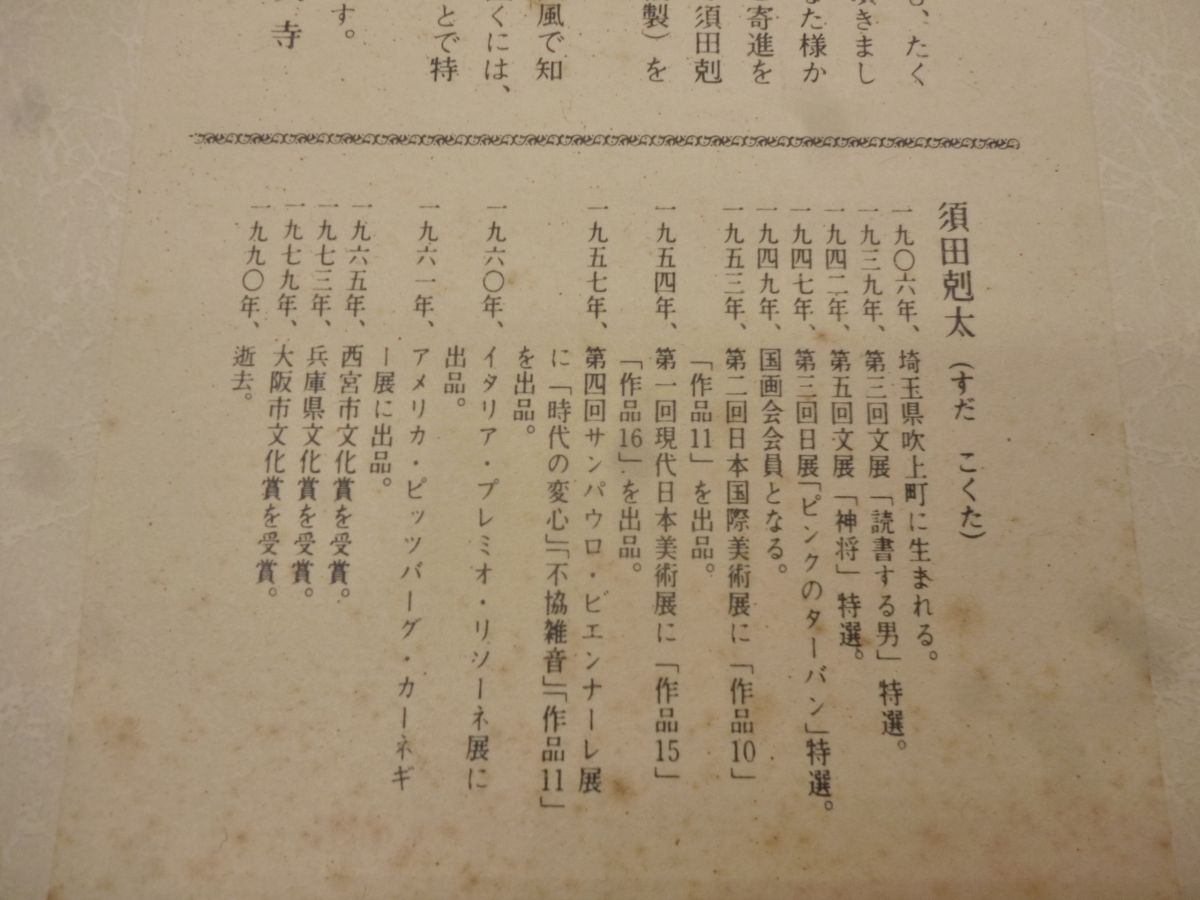 む、たく
頂きまし
なた様か
ご寄進を
須田剋
製）を
風で知
くには、
とで特
す。
寺
須田剋太（すだ　こくた）
一九〇六年、埼玉県吹上町に生まれる。
一九三九年、第三回文展「読書する男」特選。
一九四二年、第五回文展「神将」特選。
一九四七年、第三回日展「ピンクのターバン」特選。
一九四九年、国画会会員となる。
一九五三年、第二回日本国際美術展に「作品10」
「作品11」を出品。
一九五四年、第一回現代日本美術展に「作品15」
「作品16」を出品。
一九五七年、第四回サンパウロ・ビエンナーレ展
に「時代の変心」「不協雑音」「作品11」
を出品。
一九六〇年、イタリア・プレミオ・リソーネ展に
出品。
一九六一年、アメリカ・ピッツバーグ・カーネギ
ー展に出品。
一九六五年、西宮市文化賞を受賞。
一九七三年、兵庫県文化賞を受賞。
一九七九年、大阪市文化賞を受賞。
一九九〇年、逝去。